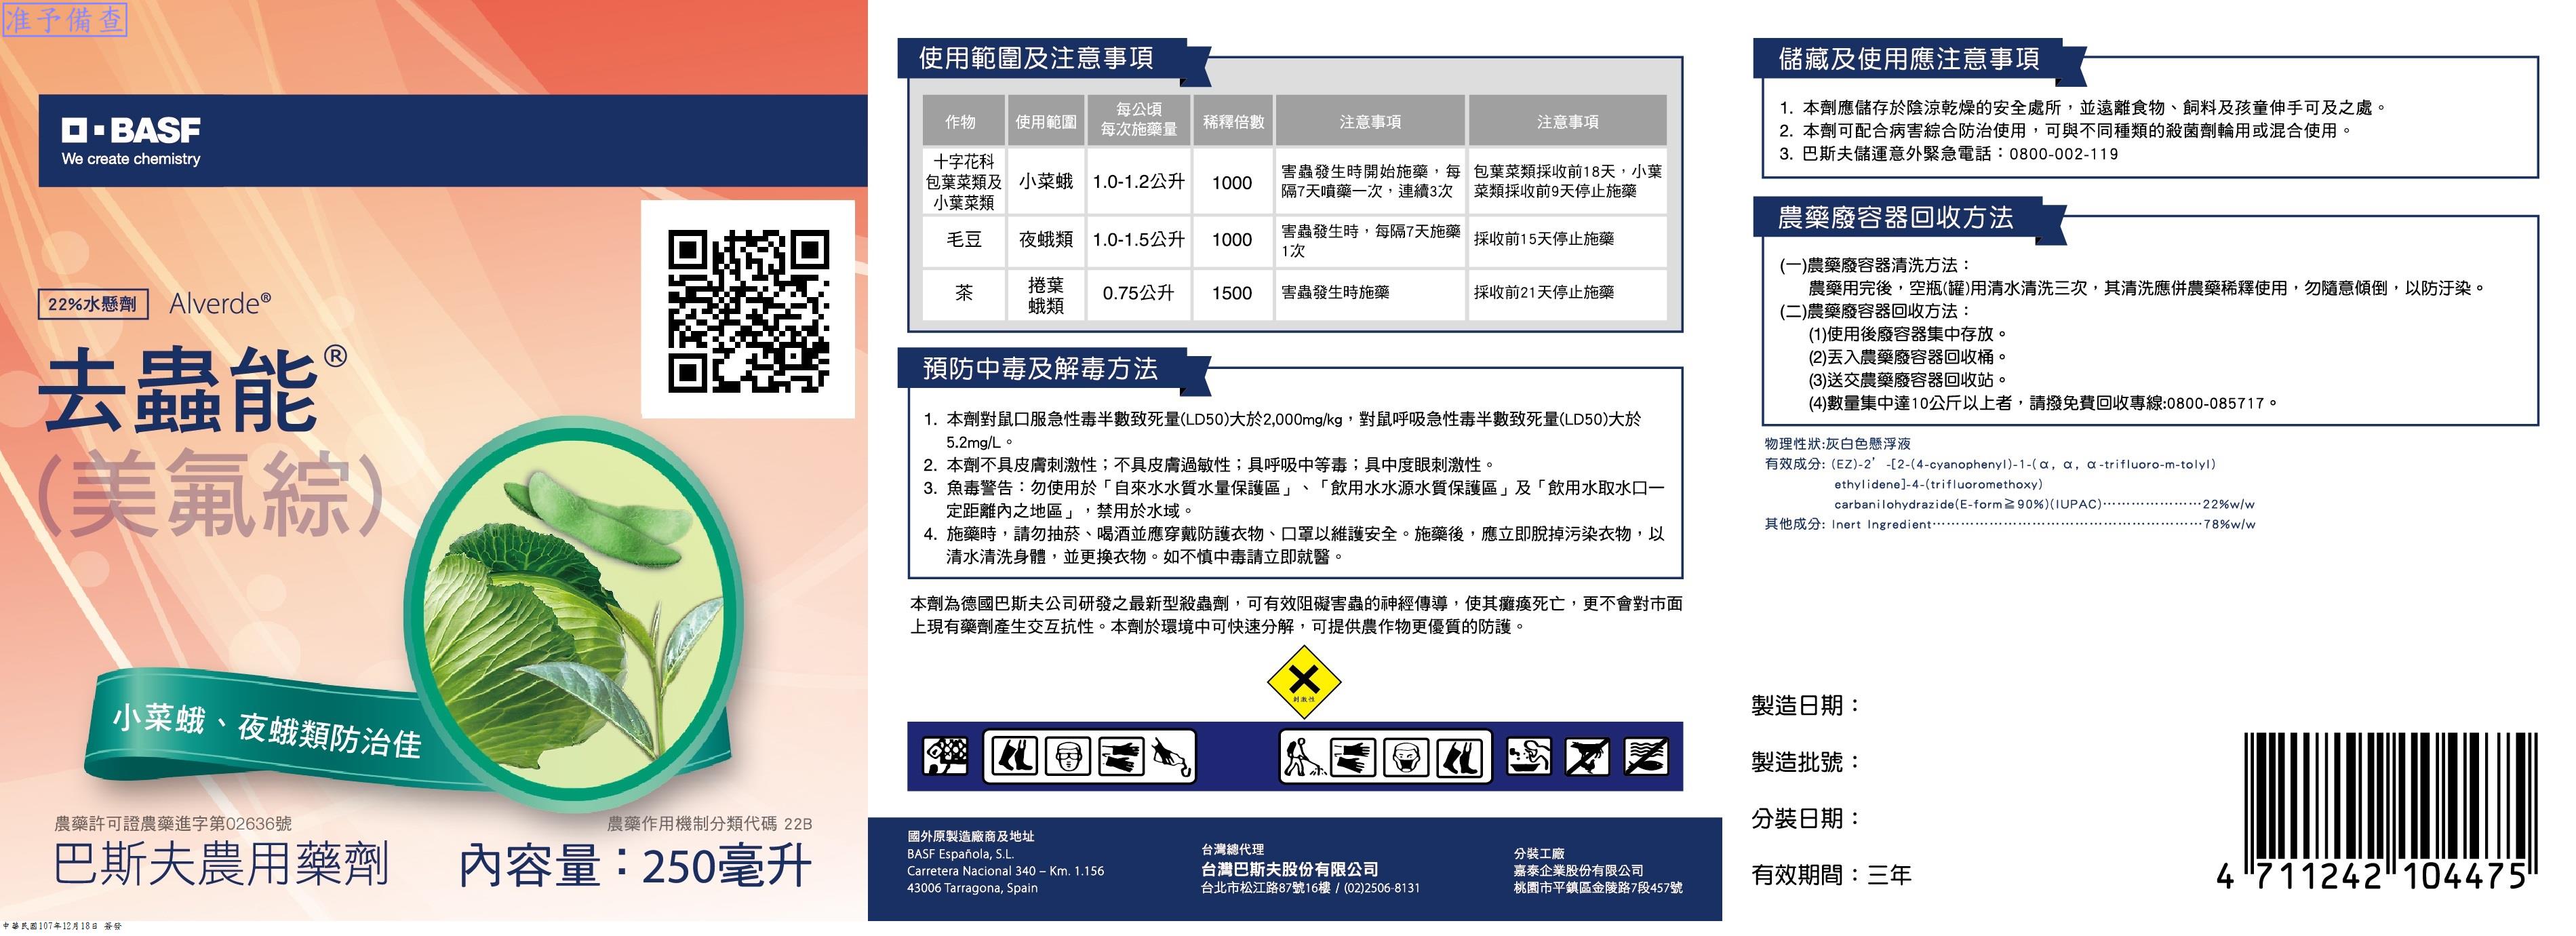 准予備查
BASF
We create chemistry
22%水懸劑 Alverde®
去蟲能®
(美氟綜)
小菜蛾、夜蛾類防治佳
農藥許可證農藥進字第02636號
農藥作用機制分類代碼 22B
巴斯夫農用藥劑
內容量：250毫升
中華民國107年12月18日 簽發
使用範圍及注意事項
作物 使用範圍 每公頃 每次施藥量 稀釋倍數 注意事項 注意事項
十字花科 包葉菜類及 小葉菜類 小菜蛾 1.0-1.2公升 1000 害蟲發生時開始施藥，每隔7天噴藥一次，連續3次 包葉菜類採收前18天，小葉菜類採收前9天停止施藥
毛豆 夜蛾類 1.0-1.5公升 1000 害蟲發生時，每隔7天施藥1次 採收前15天停止施藥
茶 捲葉蛾類 0.75公升 1500 害蟲發生時施藥 採收前21天停止施藥
預防中毒及解毒方法
1. 本劑對鼠口服急性毒半數致死量(LD50)大於2,000mg/kg，對鼠呼吸急性毒半數致死量(LD50)大於
5.2mg/L。
2. 本劑不具皮膚刺激性；不具皮膚過敏性；具呼吸中等毒；具中度眼刺激性。
3. 魚毒警告：勿使用於「自來水水質水量保護區」、「飲用水水源水質保護區」及「飲用水取水口一
定距離內之地區」，禁用於水域。
4. 施藥時，請勿抽菸、喝酒並應穿戴防護衣物、口罩以維護安全。施藥後，應立即脫掉污染衣物，以
清水清洗身體，並更換衣物。如不慎中毒請立即就醫。
本劑為德國巴斯夫公司研發之最新型殺蟲劑，可有效阻礙害蟲的神經傳導，使其癱瘓死亡，更不會對市面
上現有藥劑產生交互抗性。本劑於環境中可快速分解，可提供農作物更優質的防護。
刺激性
國外原製造廠商及地址
BASF Española, S.L.
Carretera Nacional 340 – Km. 1.156
43006 Tarragona, Spain
台灣總代理
台灣巴斯夫股份有限公司
台北市松江路87號16樓 / (02)2506-8131
分裝工廠
嘉泰企業股份有限公司
桃園市平鎮區金陵路7段457號
儲藏及使用應注意事項
1. 本劑應儲存於陰涼乾燥的安全處所，並遠離食物、飼料及孩童伸手可及之處。
2. 本劑可配合病害綜合防治使用，可與不同種類的殺菌劑輪用或混合使用。
3. 巴斯夫儲運意外緊急電話：0800-002-119
農藥廢容器回收方法
(一)農藥廢容器清洗方法：
農藥用完後，空瓶(罐)用清水清洗三次，其清洗應併農藥稀釋使用，勿隨意傾倒，以防汙染。
(二)農藥廢容器回收方法：
(1)使用後廢容器集中存放。
(2)丟入農藥廢容器回收桶。
(3)送交農藥廢容器回收站。
(4)數量集中達10公斤以上者，請撥免費回收專線:0800-085717。
物理性狀:灰白色懸浮液
有效成分: (EZ)-2’-[2-(4-cyanophenyl)-1-(α, α, α-trifluoro-m-tolyl)
ethylidene]-4-(trifluoromethoxy)
carbanilohydrazide(E-form≧90%)(IUPAC)⋯⋯⋯⋯⋯⋯⋯22%w/w
其他成分: Inert Ingredient⋯⋯⋯⋯⋯⋯⋯⋯⋯⋯⋯⋯⋯⋯⋯78%w/w
製造日期：
製造批號：
分裝日期：
有效期間：三年
4 711242 104475